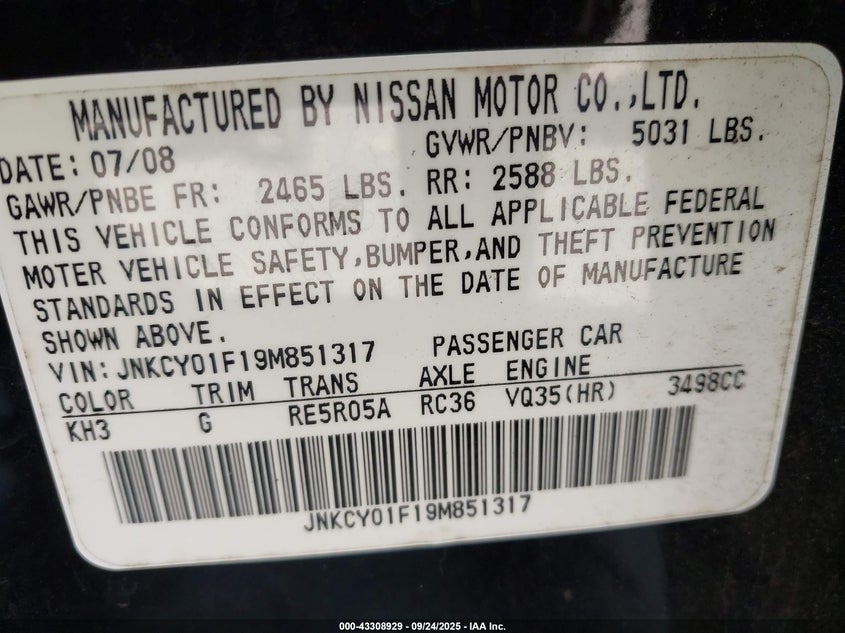 MANUFACTURED BY NISSAN MOTOR CO.,LTD.
DATE: 07/08 GVWR/PNBV: 5031 LBS.
GAWR/PNBE FR: 2465 LBS. RR: 2588 LBS.
THIS VEHICLE CONFORMS TO ALL APPLICABLE FEDERAL
MOTER VEHICLE SAFETY,BUMPER,AND THEFT PREVENTION
STANDARDS IN EFFECT ON THE DATE OF MANUFACTURE
SHOWN ABOVE.
VIN: JNKCY01F19M851317 PASSENGER CAR
COLOR TRIM TRANS AXLE ENGINE
KH3 G RE5R05A RC36 VQ35(HR) 3498CC
JNKCY01F19M851317
000-43308929 - 09/24/2025 - IAA Inc.